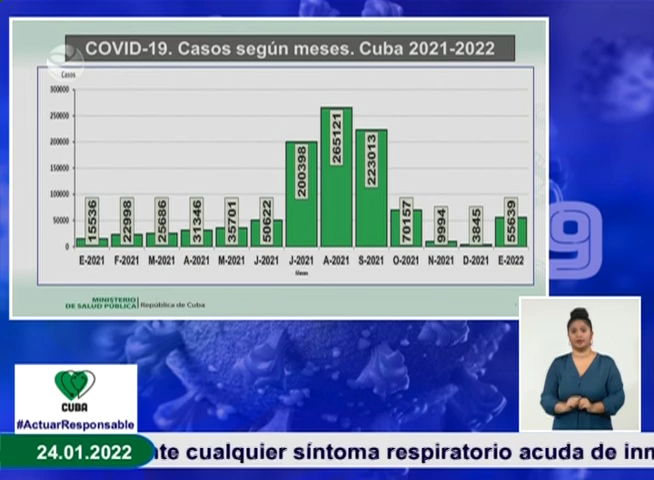 COVID-19. Casos según meses. Cuba 2021-2022
Casos
300000
250000
200000
150000
100000
50000
0
15536 22998 25686 31346 35701 50622 200398 265121 223013 70157 9994 3845 55639
E-2021 F-2021 M-2021 A-2021 M-2021 J-2021 J-2021 A-2021 S-2021 O-2021 N-2021 D-2021 E-2022
Meses
MINISTERIO
DE SALUD PÚBLICA República de Cuba
9
CUBA
#ActuarResponsable
24.01.2022 nte cualquier síntoma respiratorio acuda de inm